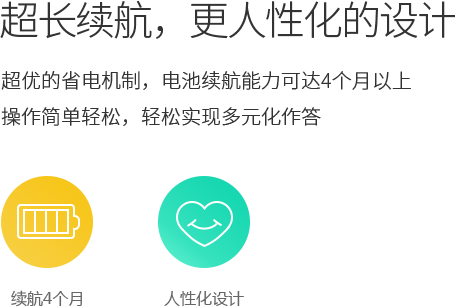 超长续航，更人性化的设计
超优的省电机制，电池续航能力可达4个月以上
操作简单轻松，轻松实现多元化作答
续航4个月
人性化设计